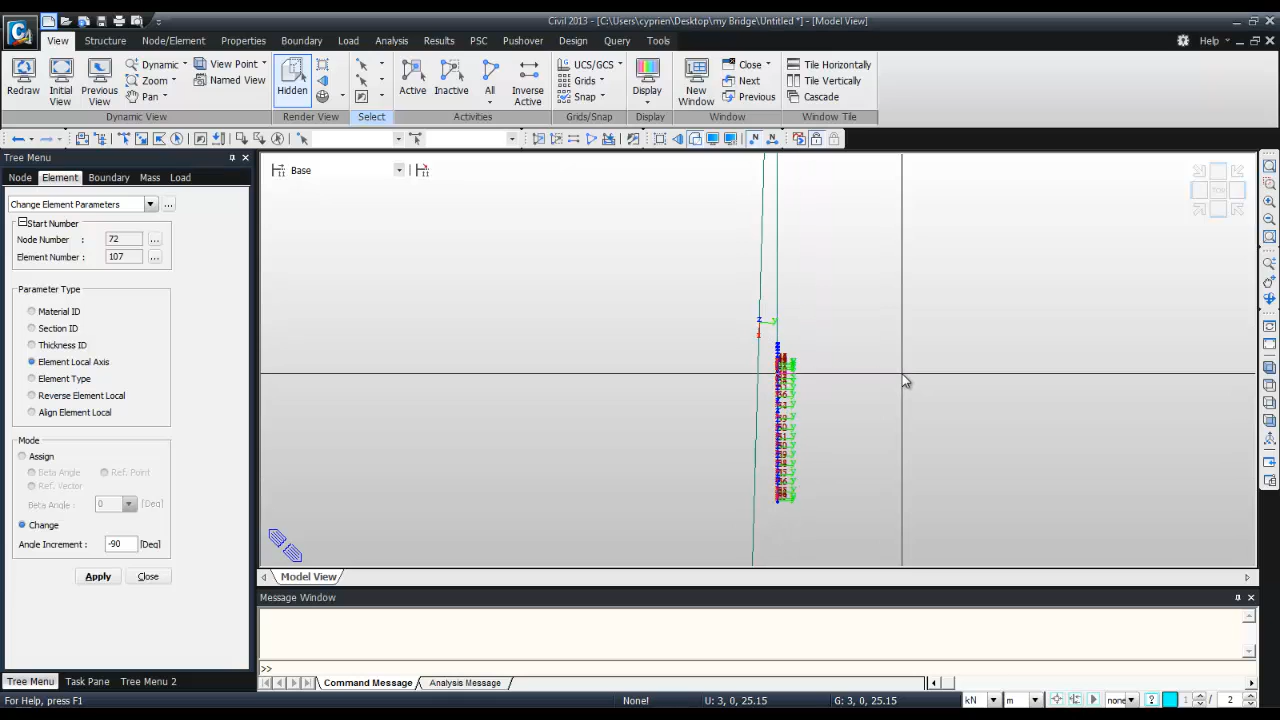 Civil 2013 - [C:\Users\cyprien\Desktop\my Bridge\Untitled *] - [Model View]
View Structure Node/Element Properties Boundary Load Analysis Results PSC Pushover Design Query Tools Help
Redraw Initial View Previous View Dynamic Zoom Pan View Point Named View
Hidden
Active Inactive All Inverse Active
UCS/GCS Grids Snap
Display
New Window Close Next Previous
Tile Horizontally Tile Vertically Cascade
Dynamic View Render View Select Activities Grids/Snap Display Window Window Tile
Tree Menu
Node Element Boundary Mass Load
Change Element Parameters ...
Start Number
Node Number : 72 ...
Element Number : 107 ...
Parameter Type
Material ID
Section ID
Thickness ID
Element Local Axis
Element Type
Reverse Element Local
Align Element Local
Mode
Assign
Beta Angle Ref. Point
Ref. Vector
Beta Angle : 0 [Deg]
Change
Angle Increment : -90 [Deg]
Apply Close
Base
TOP
z y
Model View
Message Window
>>
Command Message Analysis Message
Tree Menu Task Pane Tree Menu 2
For Help, press F1 None! U: 3, 0, 25.15 G: 3, 0, 25.15 kN m none 1 / 2